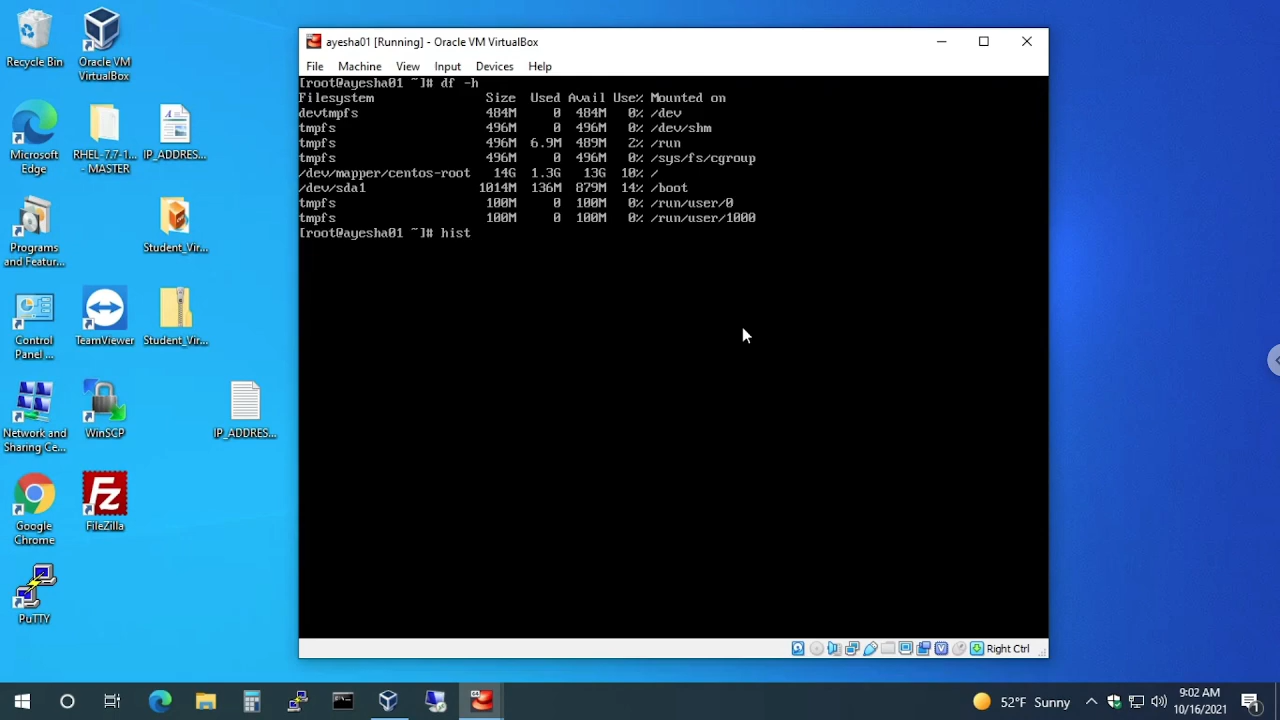 Recycle Bin
Oracle VM
VirtualBox
Microsoft
Edge
RHEL-7.7-1...
- MASTER
IP_ADDRES...
Programs
and Featur...
Student_Vir...
Control
Panel ...
TeamViewer
Student_Vir...
Network and
Sharing Ce...
WinSCP
IP_ADDRES...
Google
Chrome
FileZilla
PuTTY
ayesha01 [Running] - Oracle VM VirtualBox
File Machine View Input Devices Help
[root@ayesha01 ~]# df -h
Filesystem Size Used Avail Use% Mounted on
devtmpfs 484M 0 484M 0% /dev
tmpfs 496M 0 496M 0% /dev/shm
tmpfs 496M 6.9M 489M 2% /run
tmpfs 496M 0 496M 0% /sys/fs/cgroup
/dev/mapper/centos-root 14G 1.3G 13G 10% /
/dev/sda1 1014M 136M 879M 14% /boot
tmpfs 100M 0 100M 0% /run/user/0
tmpfs 100M 0 100M 0% /run/user/1000
[root@ayesha01 ~]# hist
Right Ctrl
52°F Sunny
9:02 AM
10/16/2021
1